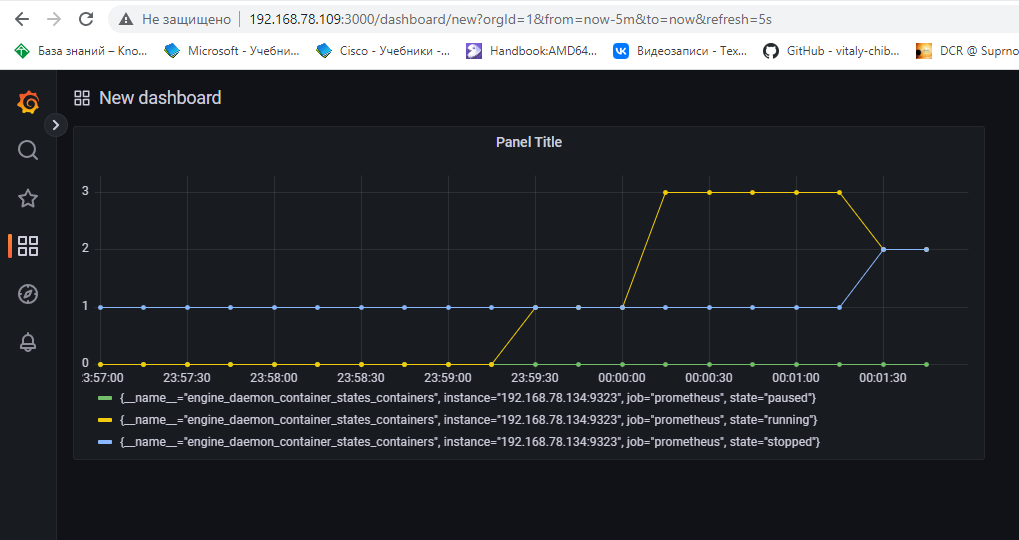 Не защищено 192.168.78.109:3000/dashboard/new?orgId=1&from=now-5m&to=now&refresh=5s
База знаний – Kno... Microsoft - Учебни... Cisco - Учебники -... Handbook:AMD64... Видеозаписи - Тех... GitHub - vitaly-chib... DCR @ Suprno
New dashboard
Panel Title
3
2
1
0
23:57:00 23:57:30 23:58:00 23:58:30 23:59:00 23:59:30 00:00:00 00:00:30 00:01:00 00:01:30
{__name__="engine_daemon_container_states_containers", instance="192.168.78.134:9323", job="prometheus", state="paused"}
{__name__="engine_daemon_container_states_containers", instance="192.168.78.134:9323", job="prometheus", state="running"}
{__name__="engine_daemon_container_states_containers", instance="192.168.78.134:9323", job="prometheus", state="stopped"}